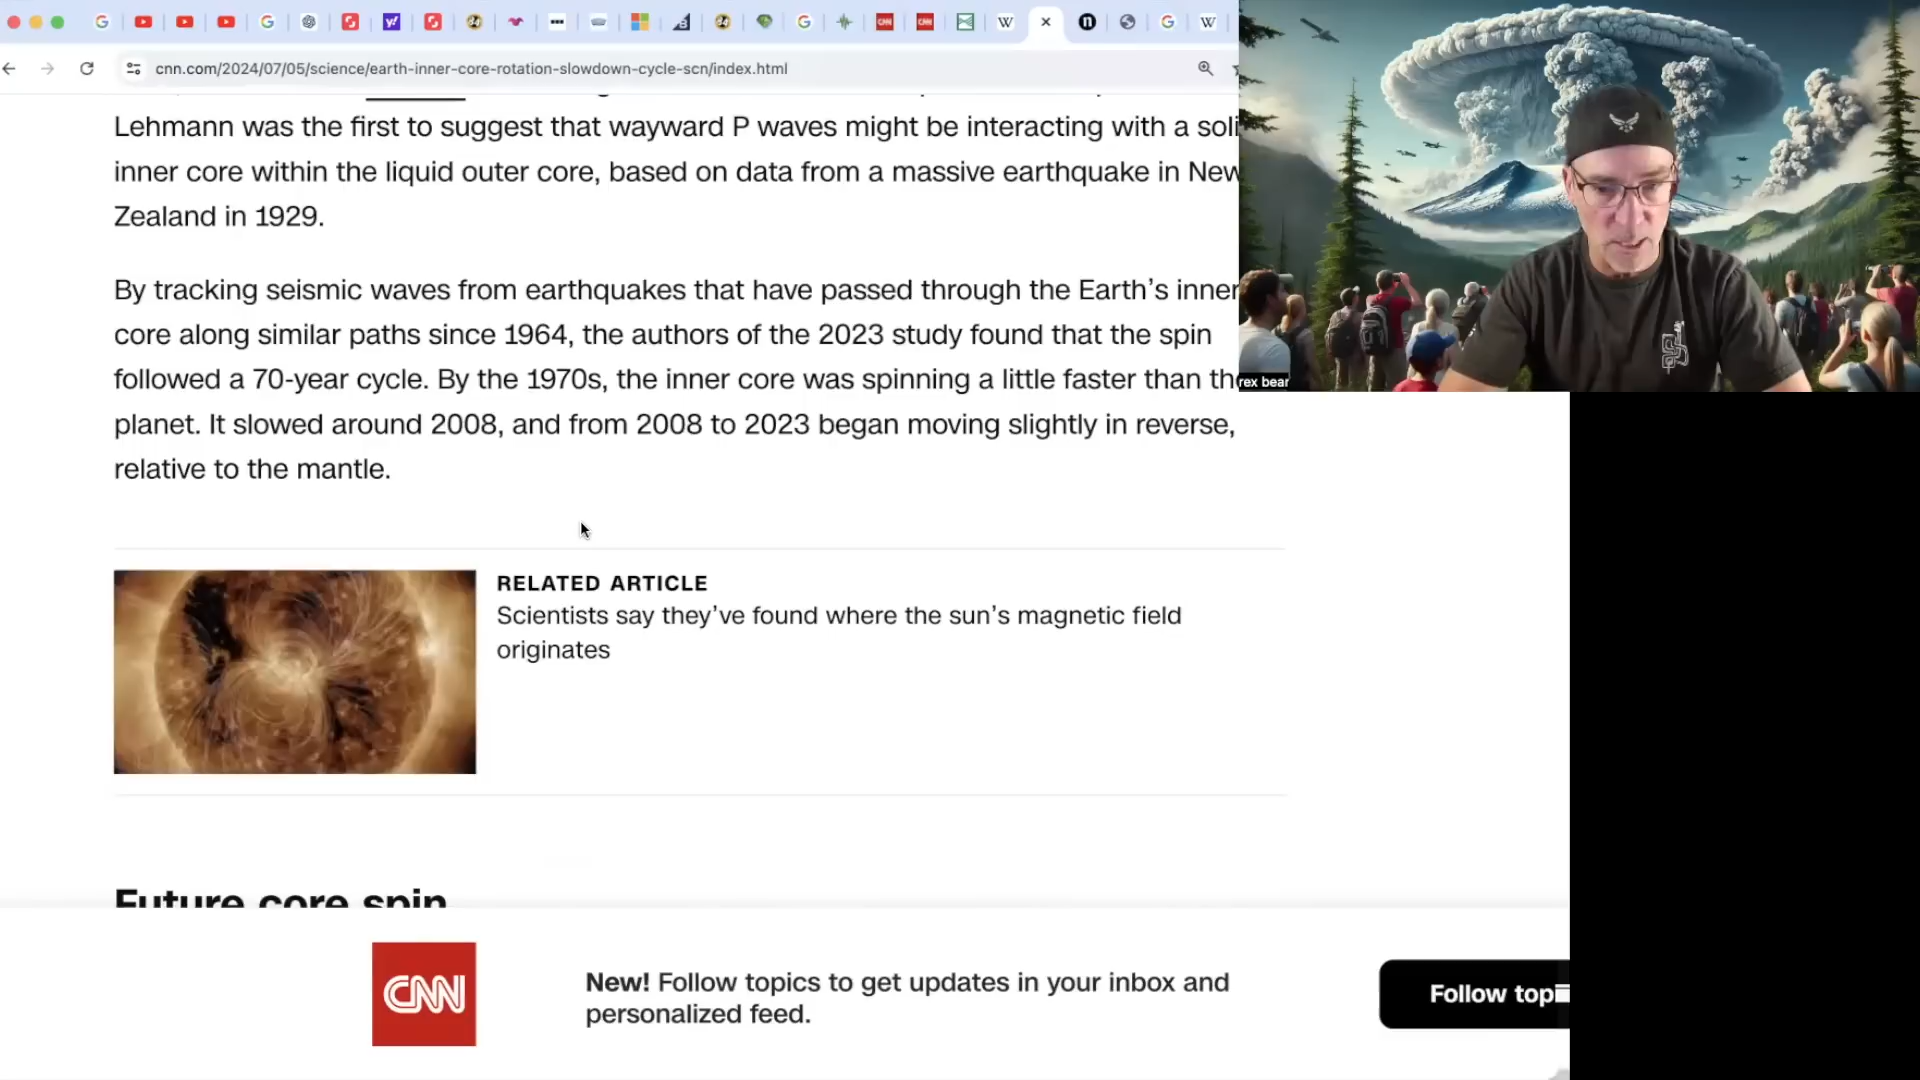 cnn.com/2024/07/05/science/earth-inner-core-rotation-slowdown-cycle-scn/index.html
Lehmann was the first to suggest that wayward P waves might be interacting with a soli
inner core within the liquid outer core, based on data from a massive earthquake in New
Zealand in 1929.
By tracking seismic waves from earthquakes that have passed through the Earth’s inner
core along similar paths since 1964, the authors of the 2023 study found that the spin
followed a 70-year cycle. By the 1970s, the inner core was spinning a little faster than the
planet. It slowed around 2008, and from 2008 to 2023 began moving slightly in reverse,
relative to the mantle.
rex bear
RELATED ARTICLE
Scientists say they’ve found where the sun’s magnetic field
originates
Future core spin
CNN
New! Follow topics to get updates in your inbox and
personalized feed.
Follow topi